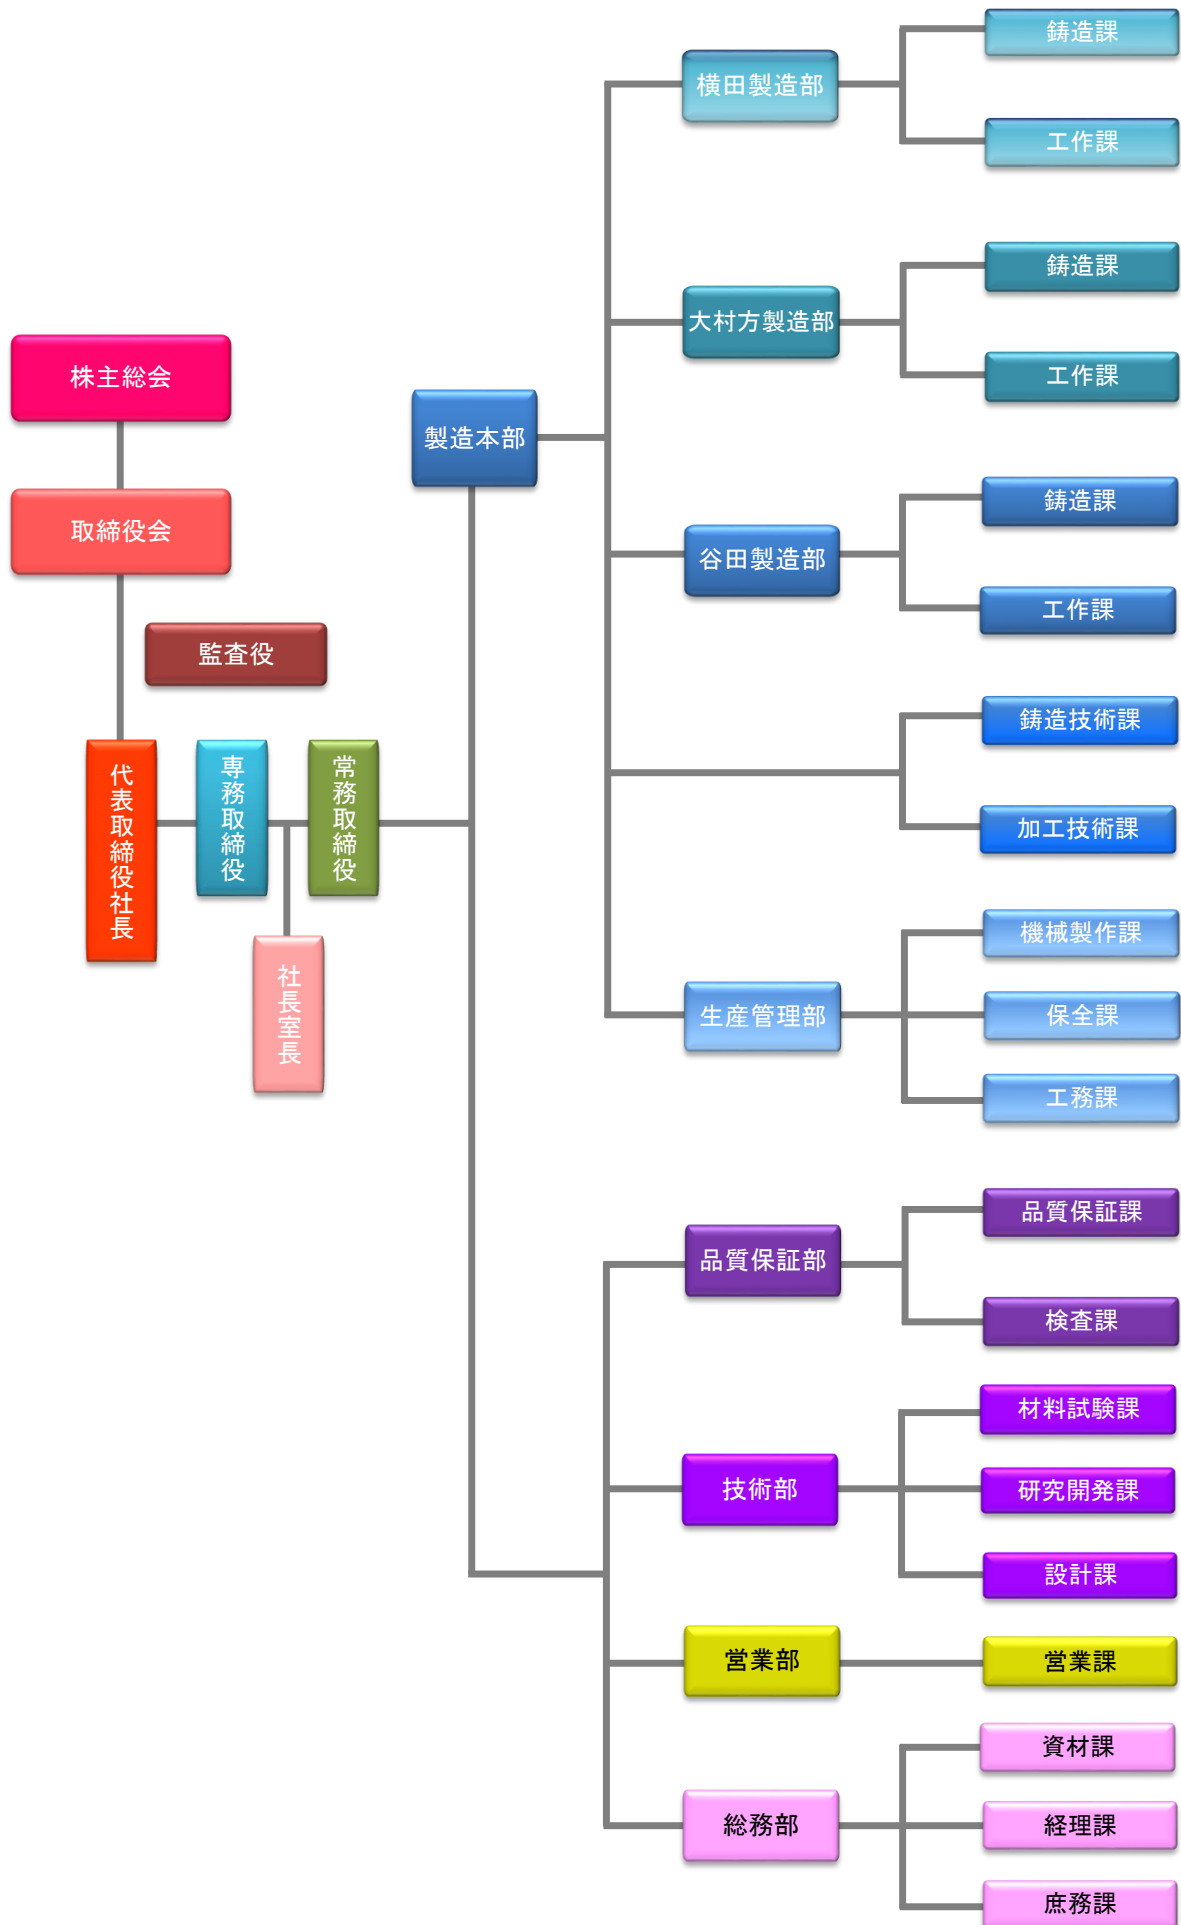 株主総会
取締役会
監査役
代表取締役社長
専務取締役
常務取締役
社長室長
製造本部
横田製造部
鋳造課
工作課
大村方製造部
鋳造課
工作課
谷田製造部
鋳造課
工作課
鋳造技術課
加工技術課
生産管理部
機械製作課
保全課
工務課
品質保証部
品質保証課
検査課
技術部
材料試験課
研究開発課
設計課
営業部
営業課
総務部
資材課
経理課
庶務課